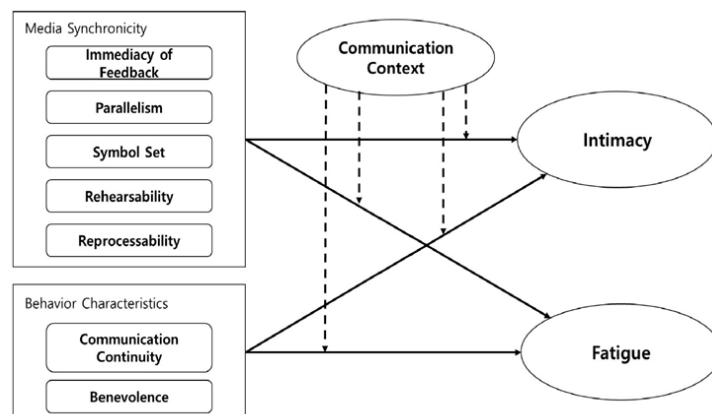 Media Synchronicity
Immediacy of
Feedback
Parallelism
Symbol Set
Rehearsability
Reprocessability
Communication
Context
Intimacy
Behavior Characteristics
Communication
Continuity
Benevolence
Fatigue